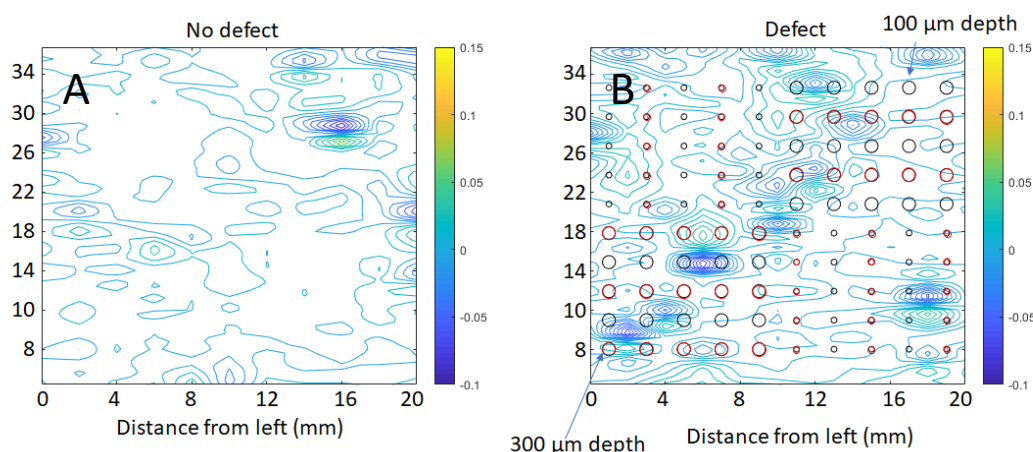 No defect
A
34
30
26
22
18
14
10
8
0 4 8 12 16 20
Distance from left (mm)
0.15
0.1
0.05
0
-0.05
-0.1
Defect
100 μm depth
B
34
30
26
22
18
14
10
8
0 4 8 12 16 20
Distance from left (mm)
300 μm depth
0.15
0.1
0.05
0
-0.05
-0.1